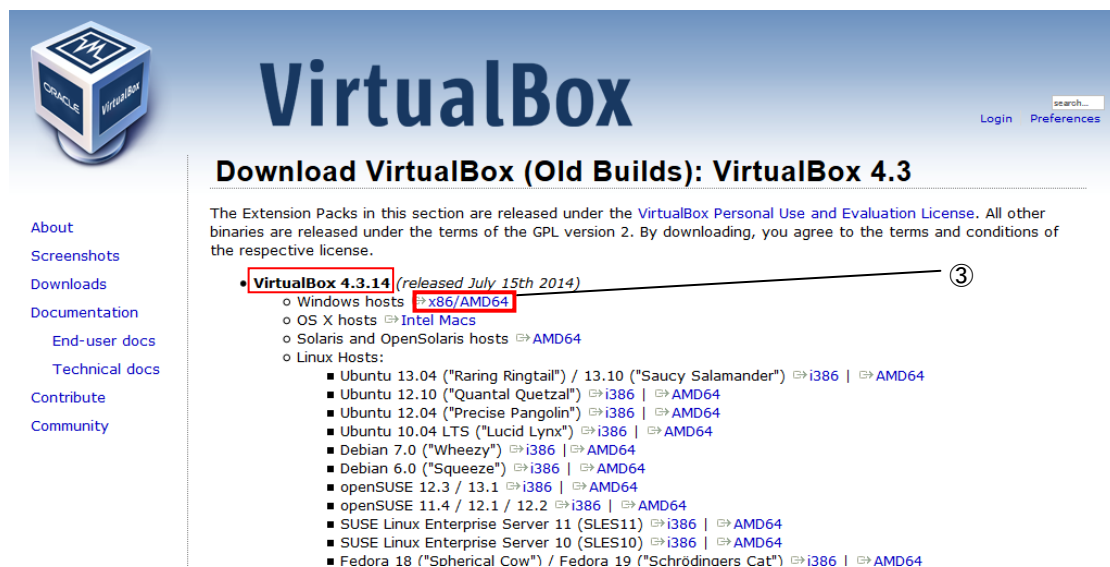 ORACLE
VirtualBox
VirtualBox
search...
Login Preferences
Download VirtualBox (Old Builds): VirtualBox 4.3
About
Screenshots
Downloads
Documentation
End-user docs
Technical docs
Contribute
Community
The Extension Packs in this section are released under the VirtualBox Personal Use and Evaluation License. All other
binaries are released under the terms of the GPL version 2. By downloading, you agree to the terms and conditions of
the respective license.
• VirtualBox 4.3.14 (released July 15th 2014)
③
○ Windows hosts x86/AMD64
○ OS X hosts Intel Macs
○ Solaris and OpenSolaris hosts AMD64
○ Linux Hosts:
■ Ubuntu 13.04 ("Raring Ringtail") / 13.10 ("Saucy Salamander") i386 | AMD64
■ Ubuntu 12.10 ("Quantal Quetzal") i386 | AMD64
■ Ubuntu 12.04 ("Precise Pangolin") i386 | AMD64
■ Ubuntu 10.04 LTS ("Lucid Lynx") i386 | AMD64
■ Debian 7.0 ("Wheezy") i386 | AMD64
■ Debian 6.0 ("Squeeze") i386 | AMD64
■ openSUSE 12.3 / 13.1 i386 | AMD64
■ openSUSE 11.4 / 12.1 / 12.2 i386 | AMD64
■ SUSE Linux Enterprise Server 11 (SLES11) i386 | AMD64
■ SUSE Linux Enterprise Server 10 (SLES10) i386 | AMD64
■ Fedora 18 ("Spherical Cow") / Fedora 19 ("Schrödingers Cat") i386 | AMD64